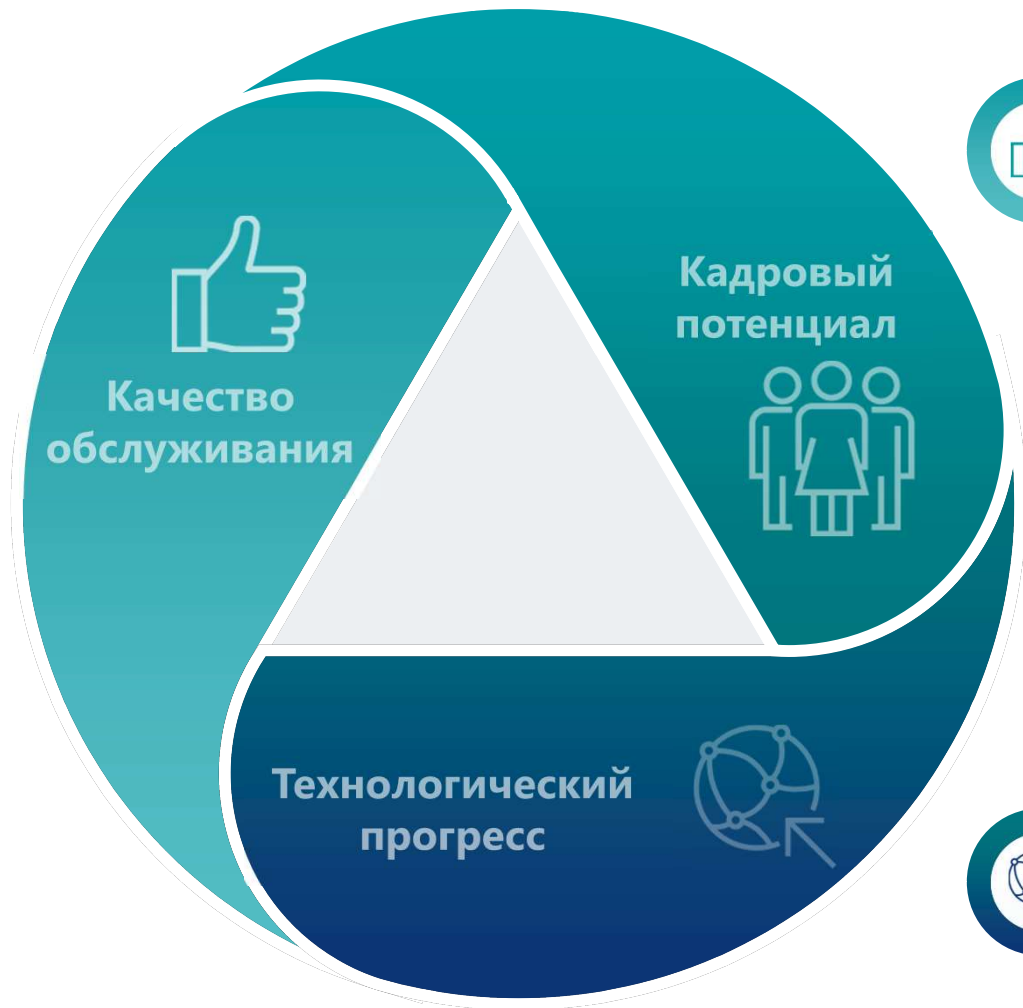 Кадровый
потенциал
Качество
обслуживания
Технологический
прогресс